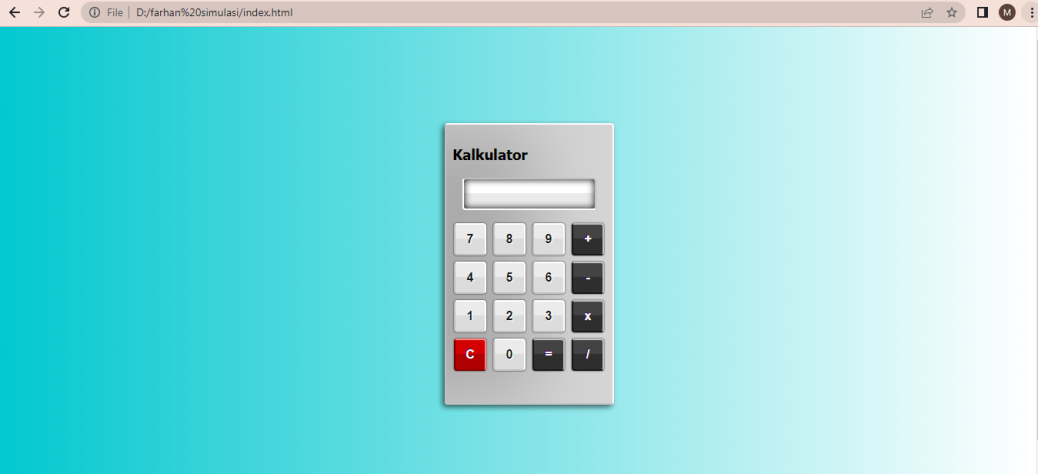 File D:/farhan%20simulasi/index.html
M
Kalkulator
7 8 9 +
4 5 6 -
1 2 3 x
C 0 = /